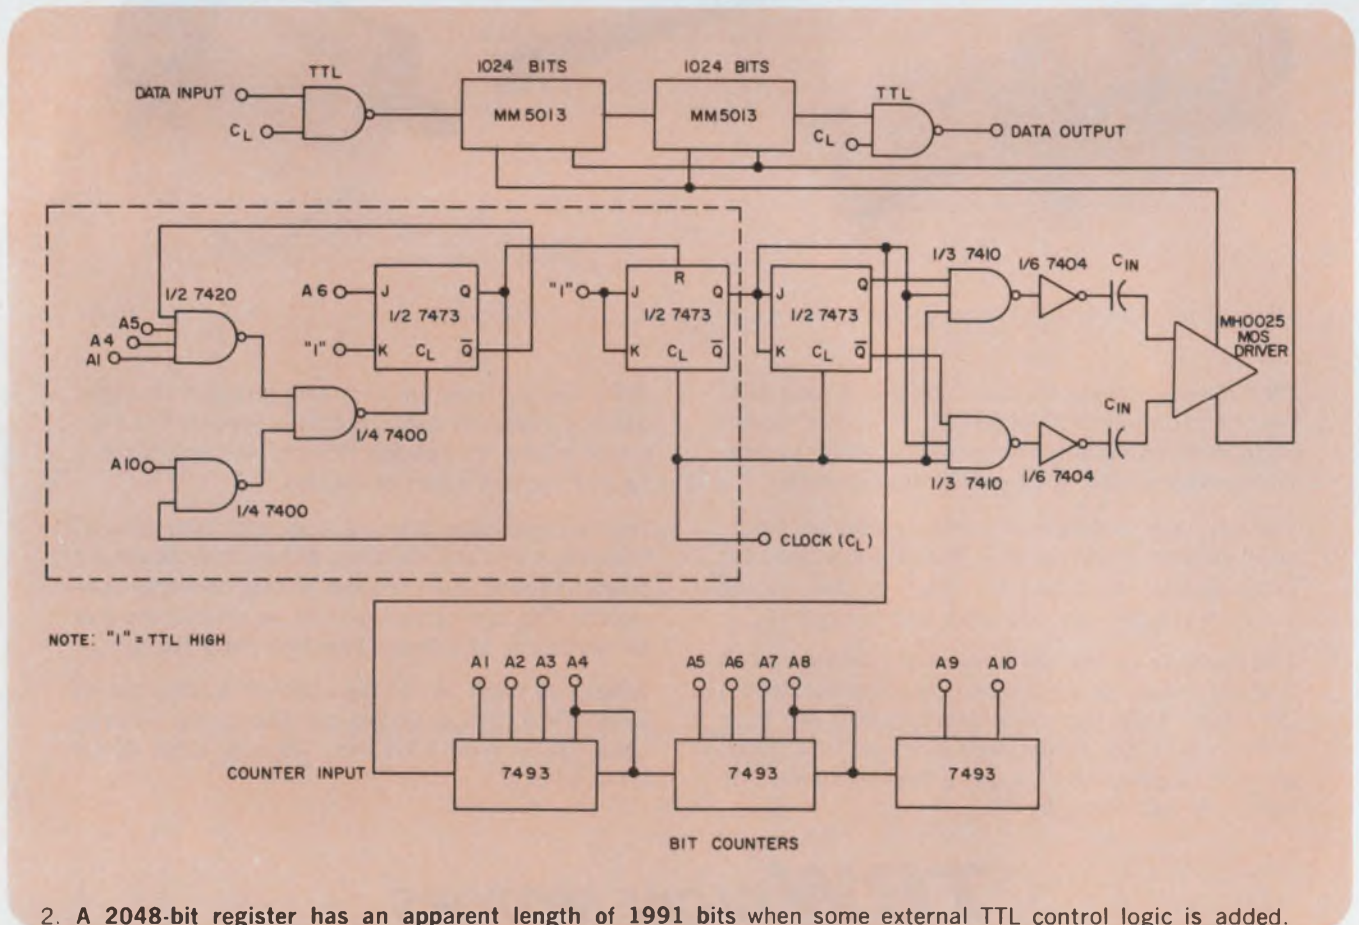 1024 BITS
1024 BITS
TTL
TTL
DATA INPUT
MM 5013
MM5013
CL
CL
DATA OUTPUT
1/2 7420
A5
A4
A1
A6
J
Q
1/2 7473
"1"
K
CL
Q̅
"1"
R
J
Q
1/2 7473
K
CL
Q̅
J
Q
1/2 7473
K
CL
Q̅
1/3 7410
1/6 7404
CIN
MH0025
MOS
DRIVER
CIN
1/3 7410
1/6 7404
1/4 7400
A10
1/4 7400
CLOCK (CL)
NOTE: "1" = TTL HIGH
A1 A2 A3 A4
A5 A6 A7 A8
A9 A10
COUNTER INPUT
7493
7493
7493
BIT COUNTERS
2. A 2048-bit register has an apparent length of 1991 bits when some external TTL control logic is added.